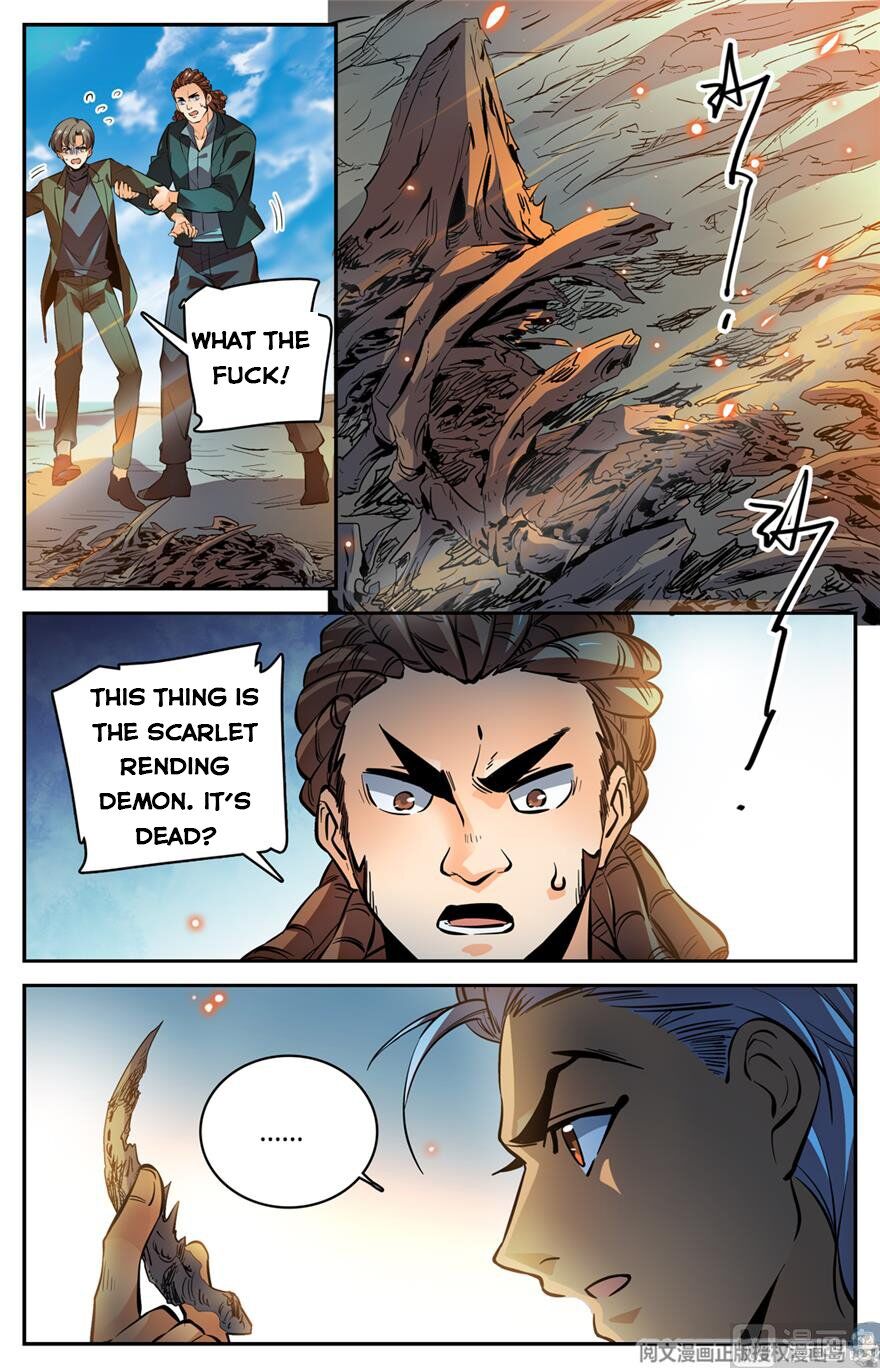 WHAT THE
FUCK!
THIS THING IS
THE SCARLET
RENDING
DEMON. IT'S
DEAD?
......
阅文漫画正版授权漫画岛